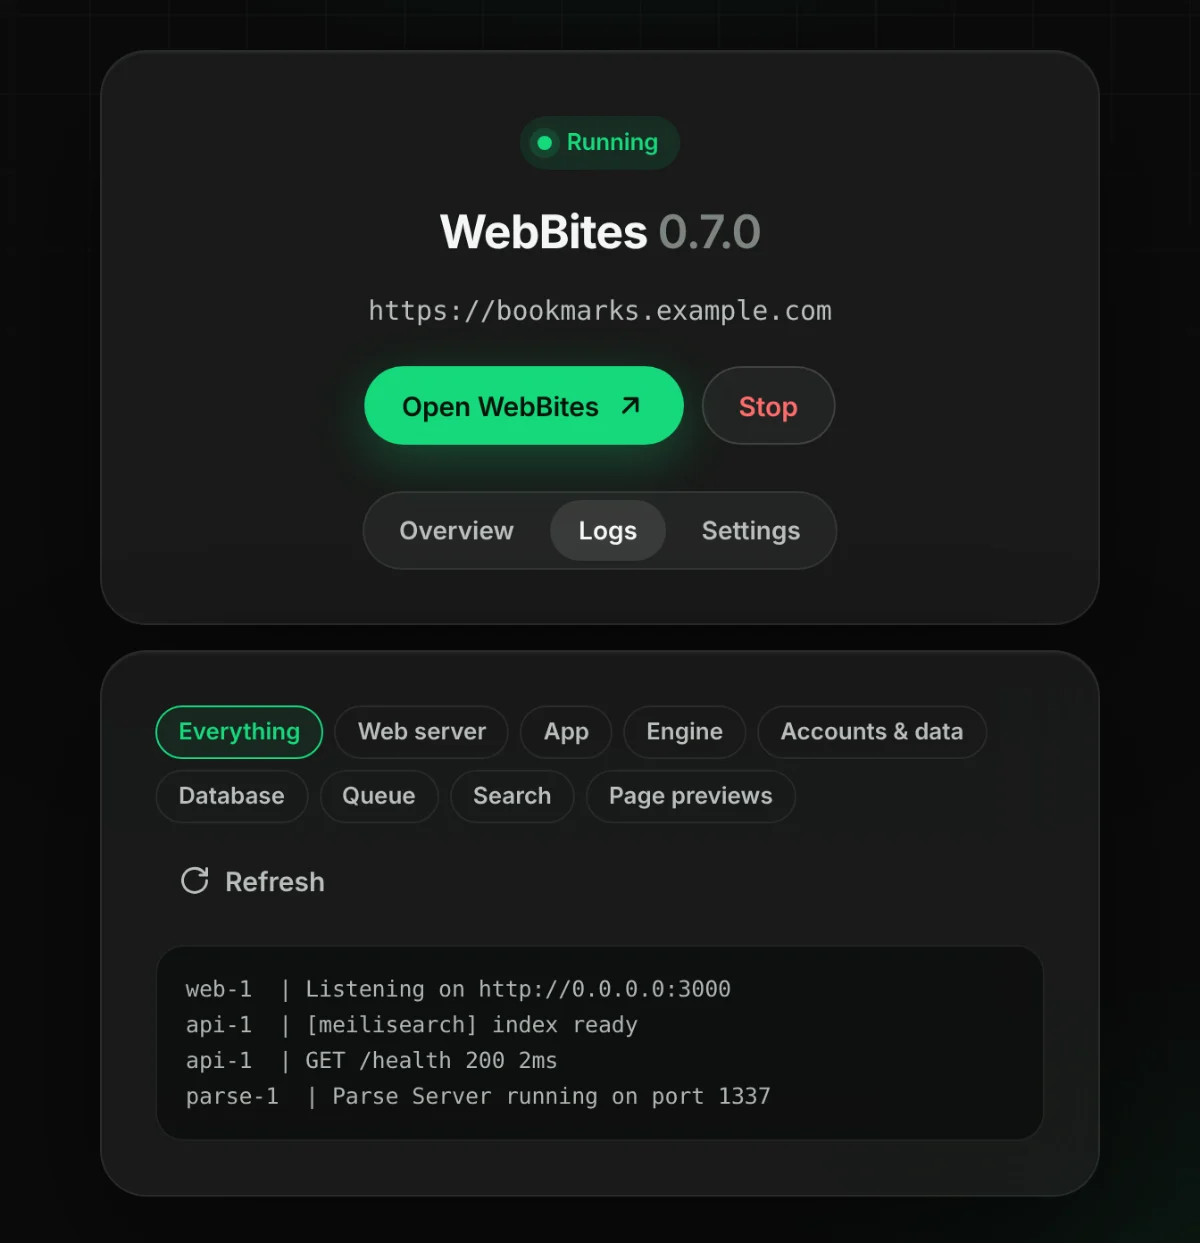 Running
WebBites 0.7.0
https://bookmarks.example.com
Open WebBites Stop
Overview Logs Settings
Everything Web server App Engine Accounts & data
Database Queue Search Page previews
Refresh
web-1  | Listening on http://0.0.0.0:3000
api-1  | [meilisearch] index ready
api-1  | GET /health 200 2ms
parse-1  | Parse Server running on port 1337